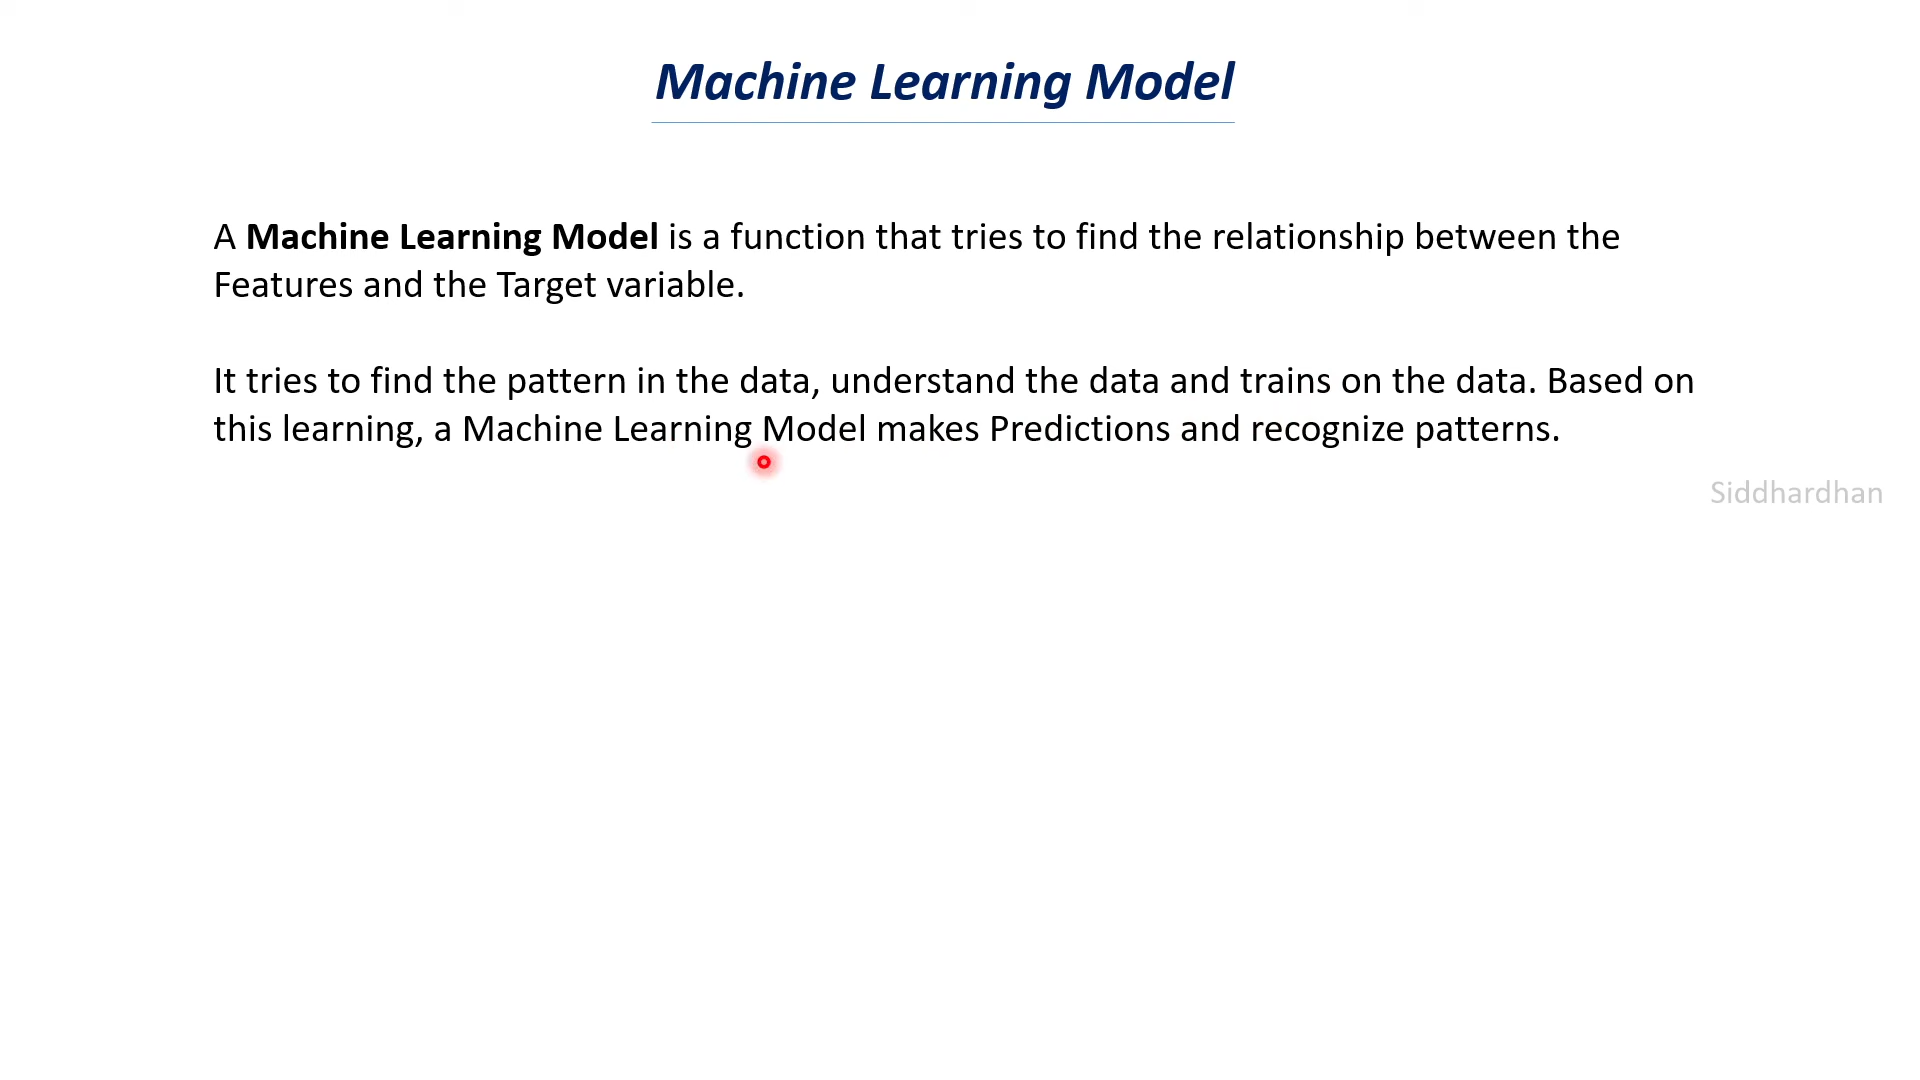 Machine Learning Model
A Machine Learning Model is a function that tries to find the relationship between the
Features and the Target variable.
It tries to find the pattern in the data, understand the data and trains on the data. Based on
this learning, a Machine Learning Model makes Predictions and recognize patterns.
Siddhardhan